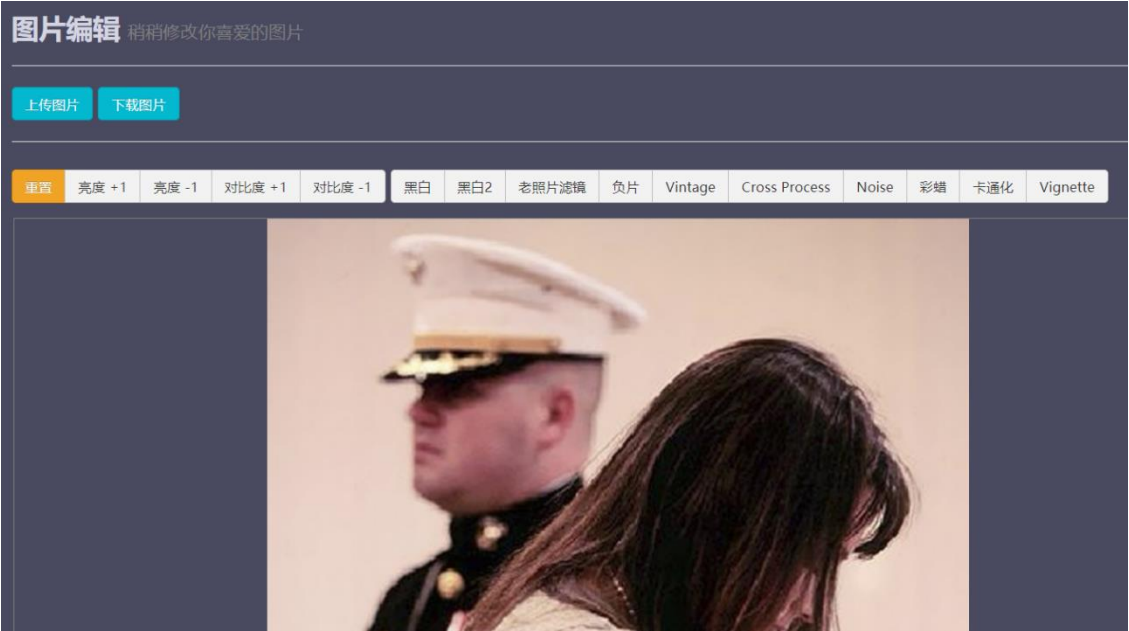 图片编辑 稍稍修改你喜爱的图片
上传图片 下载图片
重置 亮度 +1 亮度 -1 对比度 +1 对比度 -1 黑白 黑白2 老照片滤镜 负片 Vintage Cross Process Noise 彩蜡 卡通化 Vignette